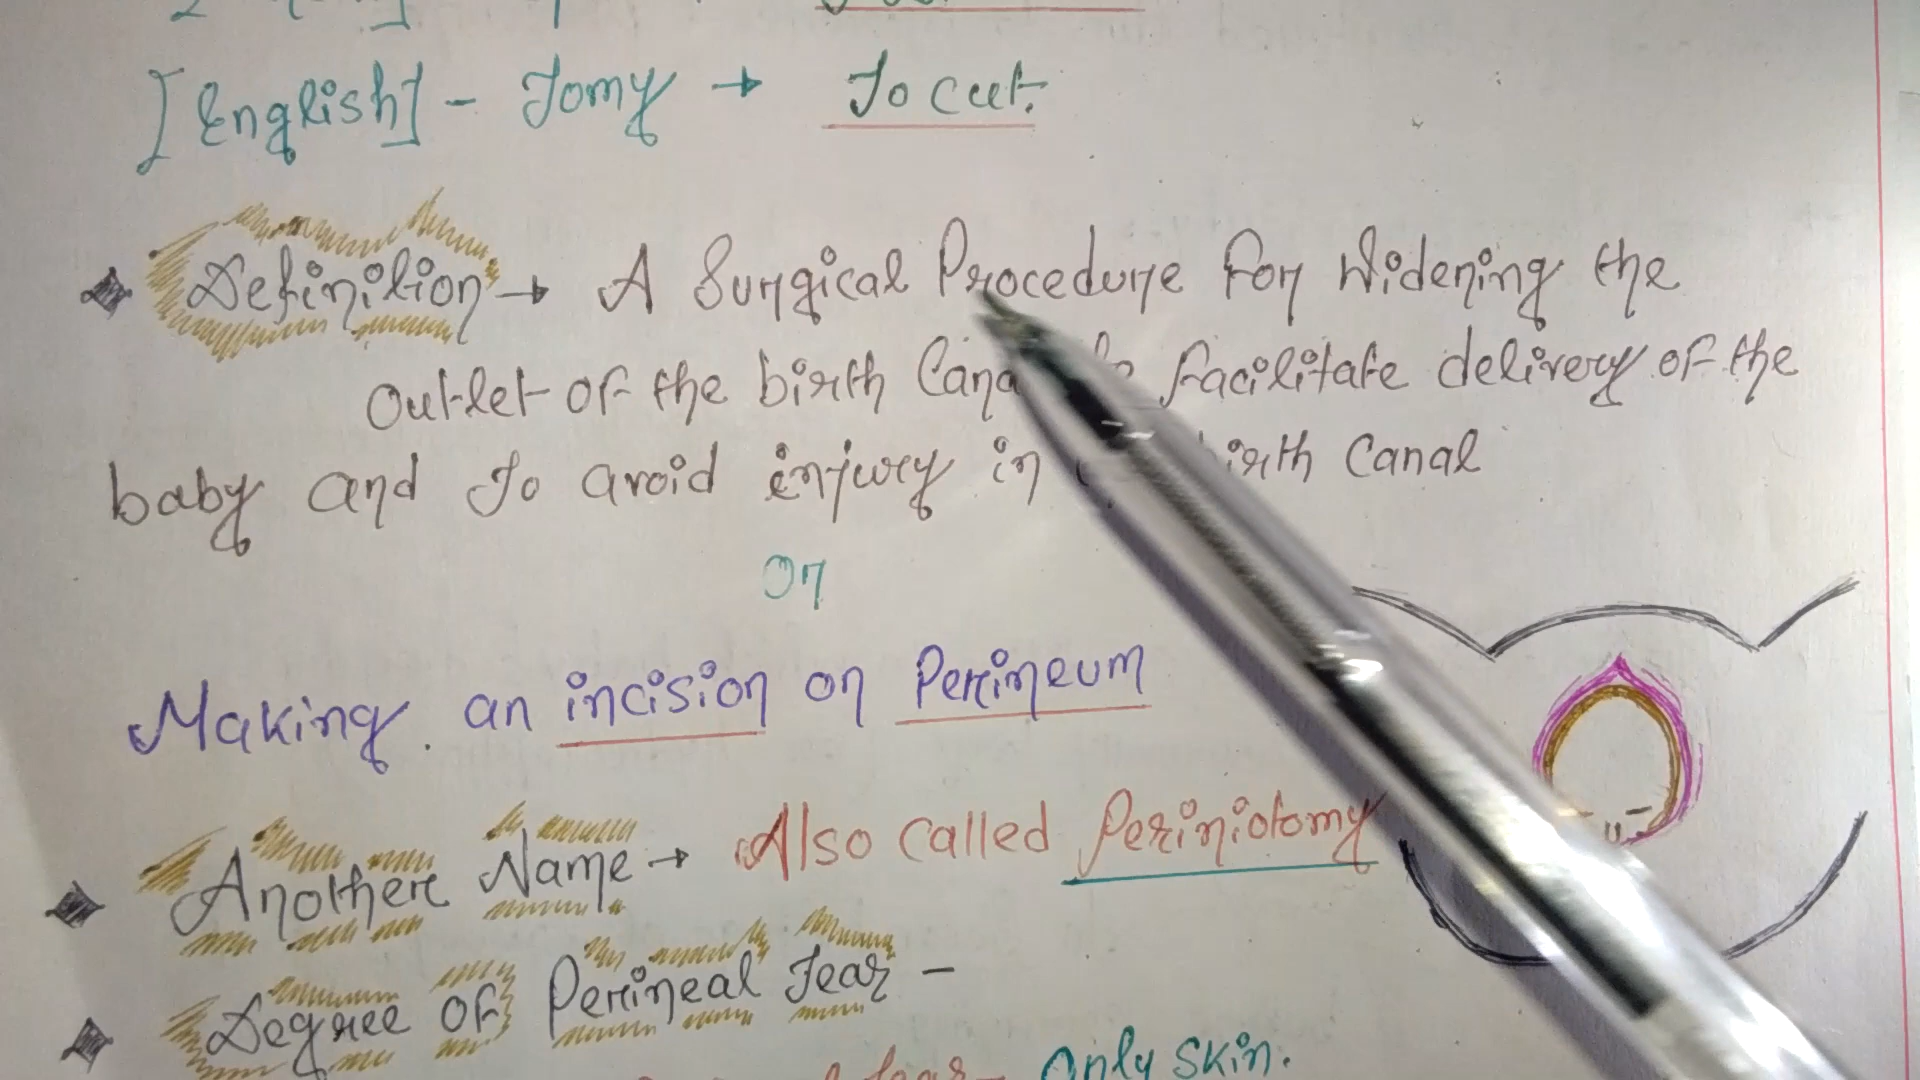 [English] - Tomy → To cut.
Definition → A Surgical Procedure for Widening the
Outlet of the birth Cana facilitate delivery of the
baby and To avoid injury in birth Canal
Or
Making an incision on Perineum
Another Name → Also Called Periniotomy
Degree of Perineal Tear -
tear - Only Skin.